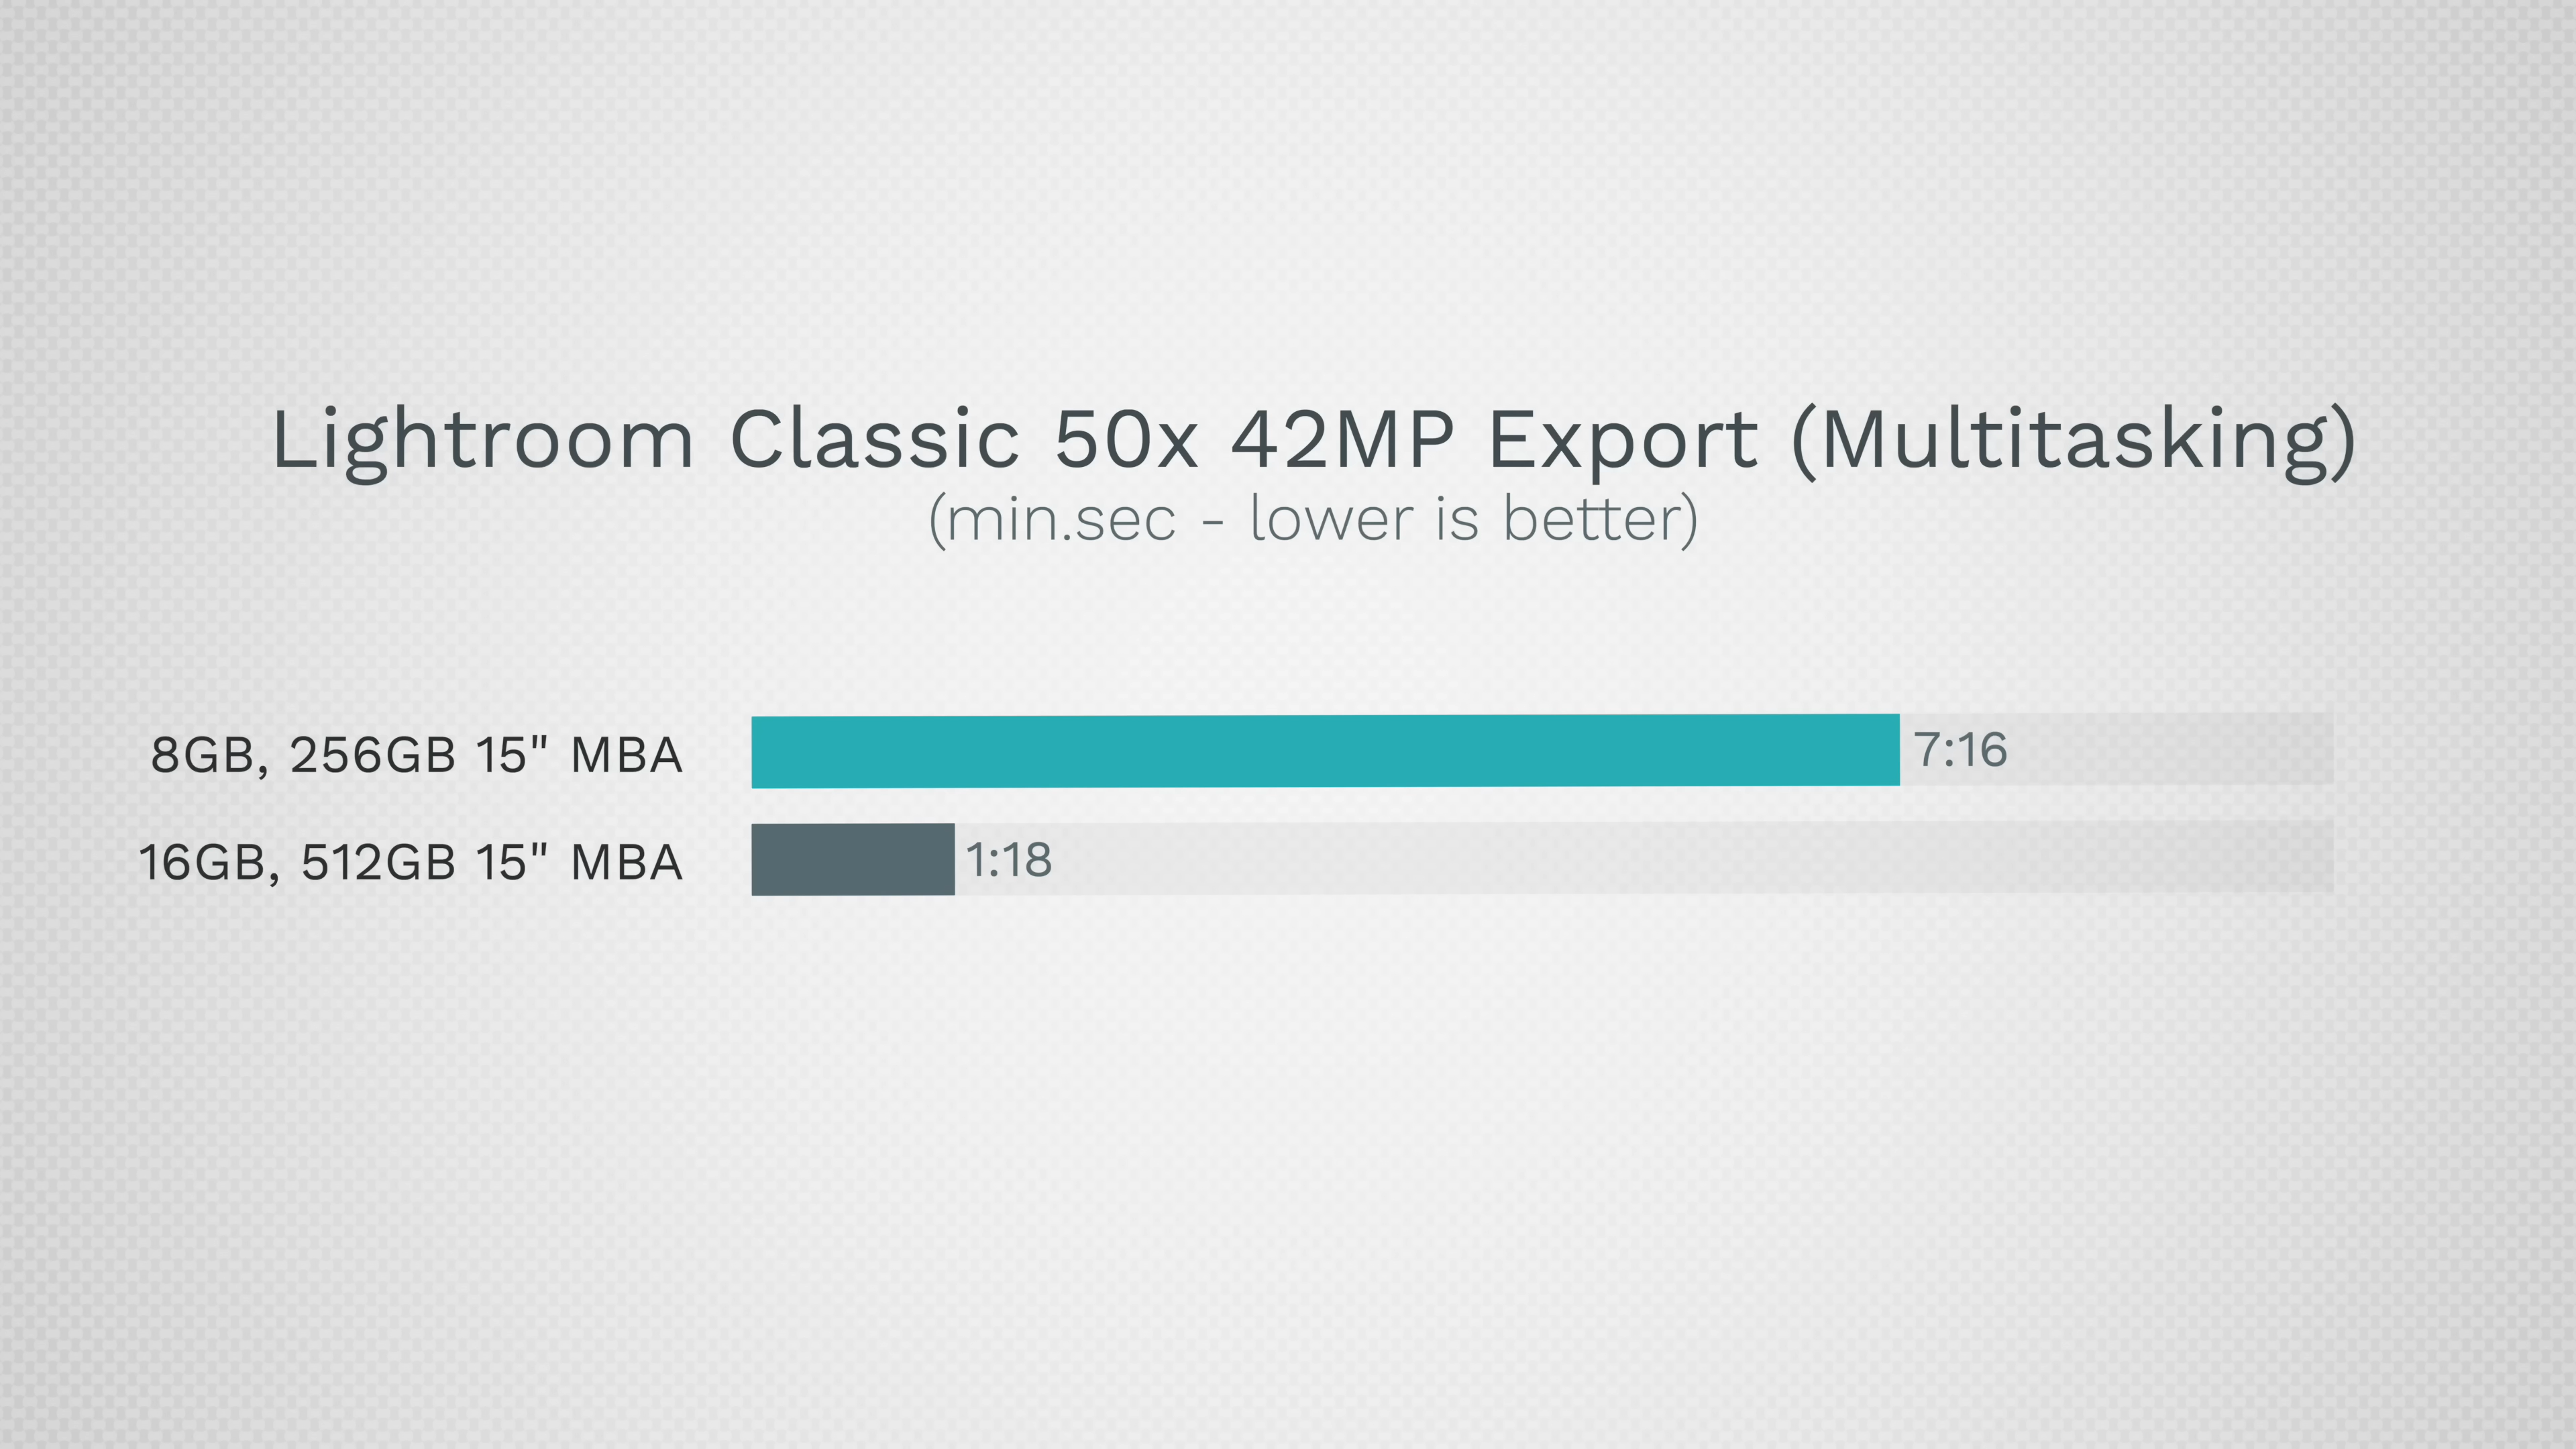 Lightroom Classic 50x 42MP Export (Multitasking)
(min.sec - lower is better)
8GB, 256GB 15" MBA 7:16
16GB, 512GB 15" MBA 1:18